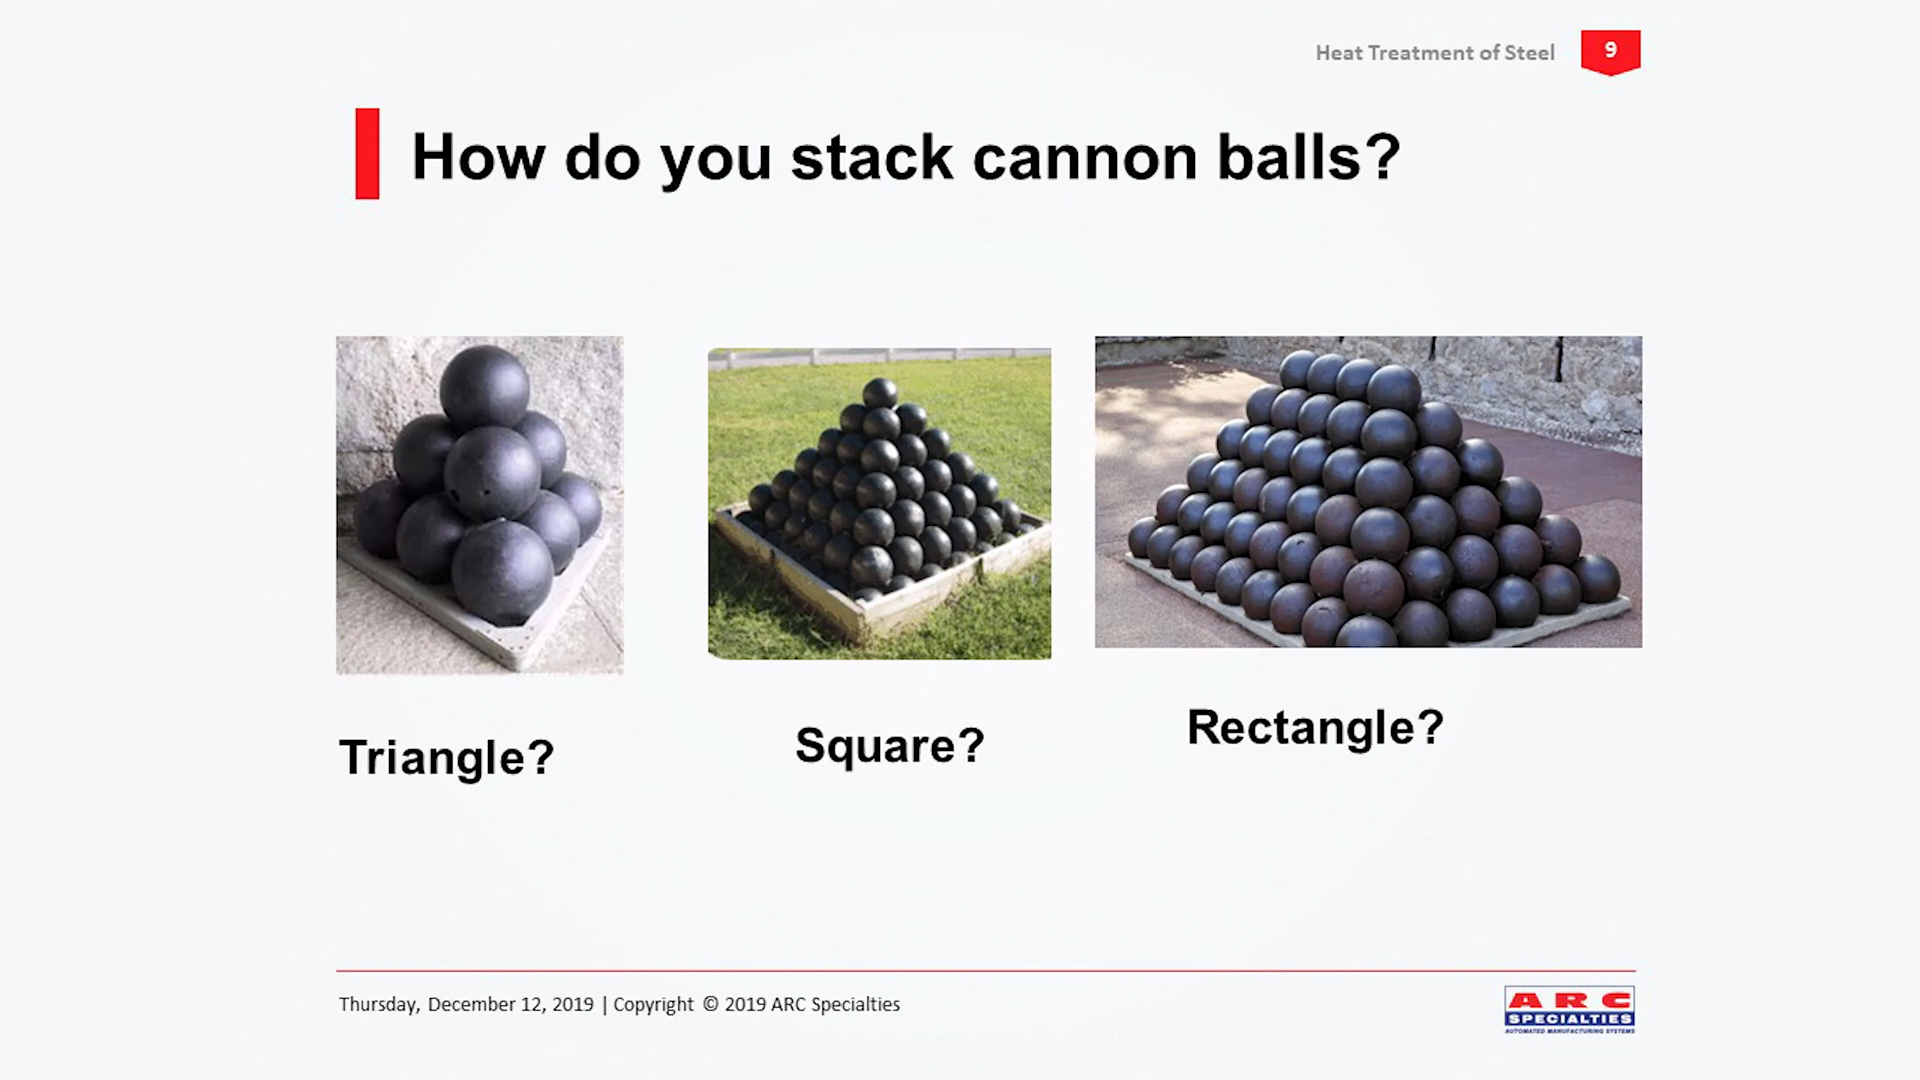 Heat Treatment of Steel
9
How do you stack cannon balls?
Triangle?
Square?
Rectangle?
Thursday, December 12, 2019 | Copyright © 2019 ARC Specialties
ARC
SPECIALTIES
AUTOMATED MANUFACTURING SYSTEMS